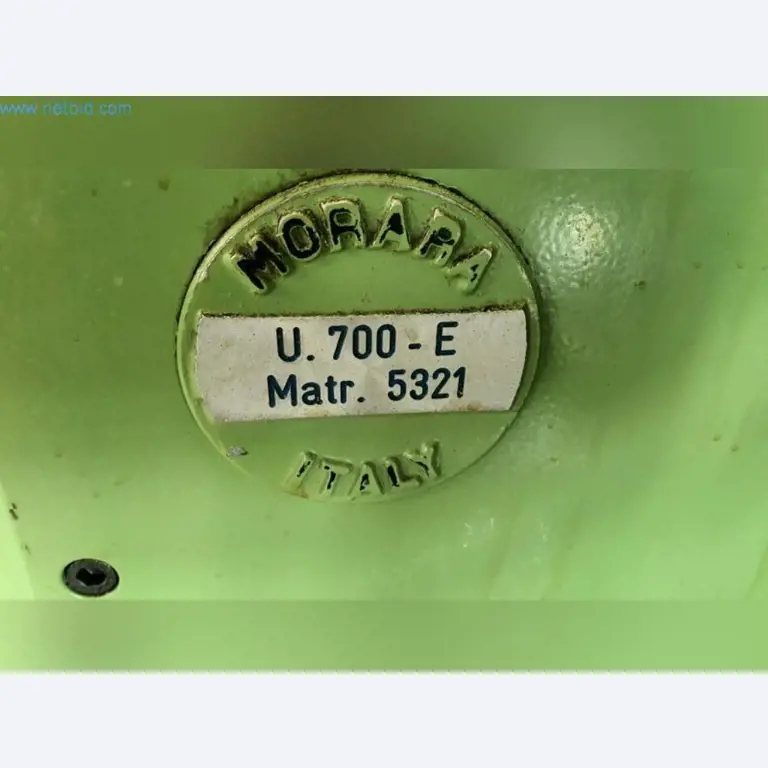 www.netbid.com
MORARA
U. 700 - E
Matr. 5321
ITALY